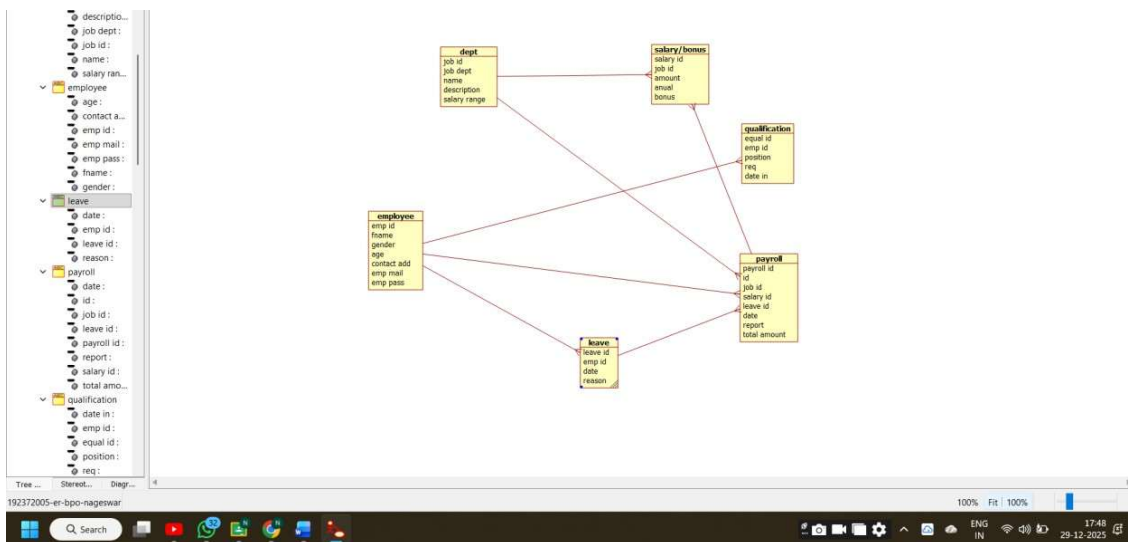 descriptio...
job dept :
job id :
name :
salary ran...
employee
age :
contact a...
emp id :
emp mail :
emp pass :
fname :
gender :
leave
date :
emp id :
leave id :
reason :
payroll
date :
id :
job id :
leave id :
payroll id :
report :
salary id :
total amo...
qualification
date in :
emp id :
equal id :
position :
req :
Tree ... Stereot... Diagr...
dept
job id
job dept
name
description
salary range
salary/bonus
salary id
job id
amount
anual
bonus
qualification
equal id
emp id
position
req
date in
employee
emp id
fname
gender
age
contact add
emp mail
emp pass
payroll
payroll id
id
job id
salary id
leave id
date
report
total amount
leave
leave id
emp id
date
reason
192372005-er-bpo-nageswar
100% Fit 100%
Search
32
ENG
IN
17:48
29-12-2025